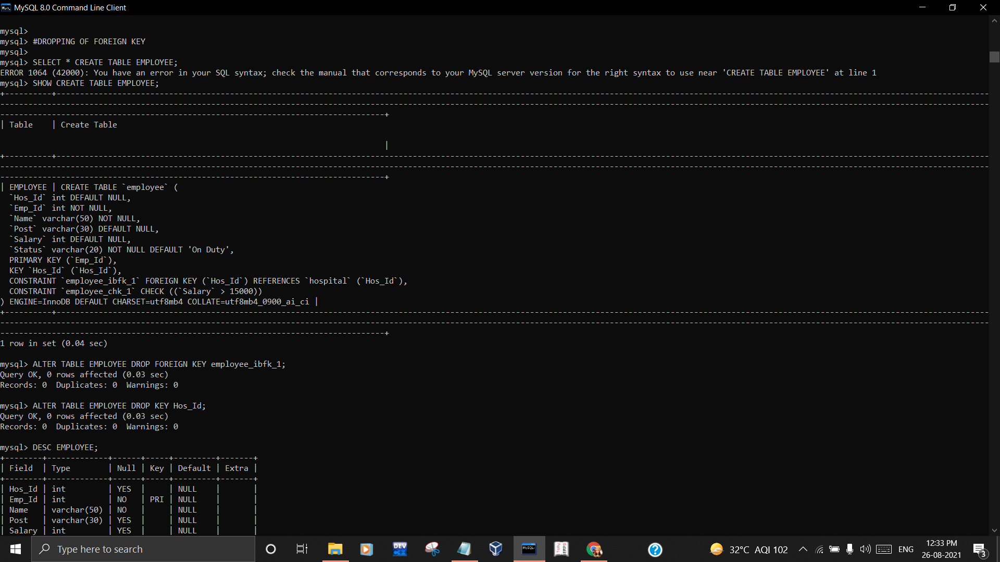 MySQL 8.0 Command Line Client
mysql>
mysql> #DROPPING OF FOREIGN KEY
mysql>
mysql> SELECT * CREATE TABLE EMPLOYEE;
ERROR 1064 (42000): You have an error in your SQL syntax; check the manual that corresponds to your MySQL server version for the right syntax to use near 'CREATE TABLE EMPLOYEE' at line 1
mysql> SHOW CREATE TABLE EMPLOYEE;
| Table    | Create Table
|
| EMPLOYEE | CREATE TABLE `employee` (
  `Hos_Id` int DEFAULT NULL,
  `Emp_Id` int NOT NULL,
  `Name` varchar(50) NOT NULL,
  `Post` varchar(30) DEFAULT NULL,
  `Salary` int DEFAULT NULL,
  `Status` varchar(20) NOT NULL DEFAULT 'On Duty',
  PRIMARY KEY (`Emp_Id`),
  KEY `Hos_Id` (`Hos_Id`),
  CONSTRAINT `employee_ibfk_1` FOREIGN KEY (`Hos_Id`) REFERENCES `hospital` (`Hos_Id`),
  CONSTRAINT `employee_chk_1` CHECK ((`Salary` > 15000))
) ENGINE=InnoDB DEFAULT CHARSET=utf8mb4 COLLATE=utf8mb4_0900_ai_ci |
1 row in set (0.04 sec)
mysql> ALTER TABLE EMPLOYEE DROP FOREIGN KEY employee_ibfk_1;
Query OK, 0 rows affected (0.03 sec)
Records: 0  Duplicates: 0  Warnings: 0
mysql> ALTER TABLE EMPLOYEE DROP KEY Hos_Id;
Query OK, 0 rows affected (0.03 sec)
Records: 0  Duplicates: 0  Warnings: 0
mysql> DESC EMPLOYEE;
+--------+-------------+------+-----+---------+-------+
| Field  | Type        | Null | Key | Default | Extra |
+--------+-------------+------+-----+---------+-------+
| Hos_Id | int         | YES  |     | NULL    |       |
| Emp_Id | int         | NO   | PRI | NULL    |       |
| Name   | varchar(50) | NO   |     | NULL    |       |
| Post   | varchar(30) | YES  |     | NULL    |       |
| Salary | int         | YES  |     | NULL    |       |
Type here to search
DEV C++
MySQL
Tally ERP9
32°C AQI 102
ENG
12:33 PM
26-08-2021
3